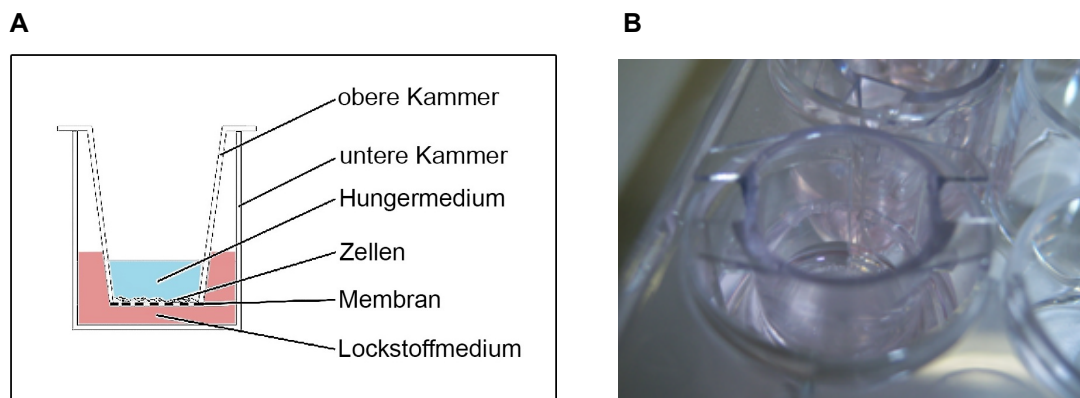 A
B
obere Kammer
untere Kammer
Hungermedium
Zellen
Membran
Lockstoffmedium